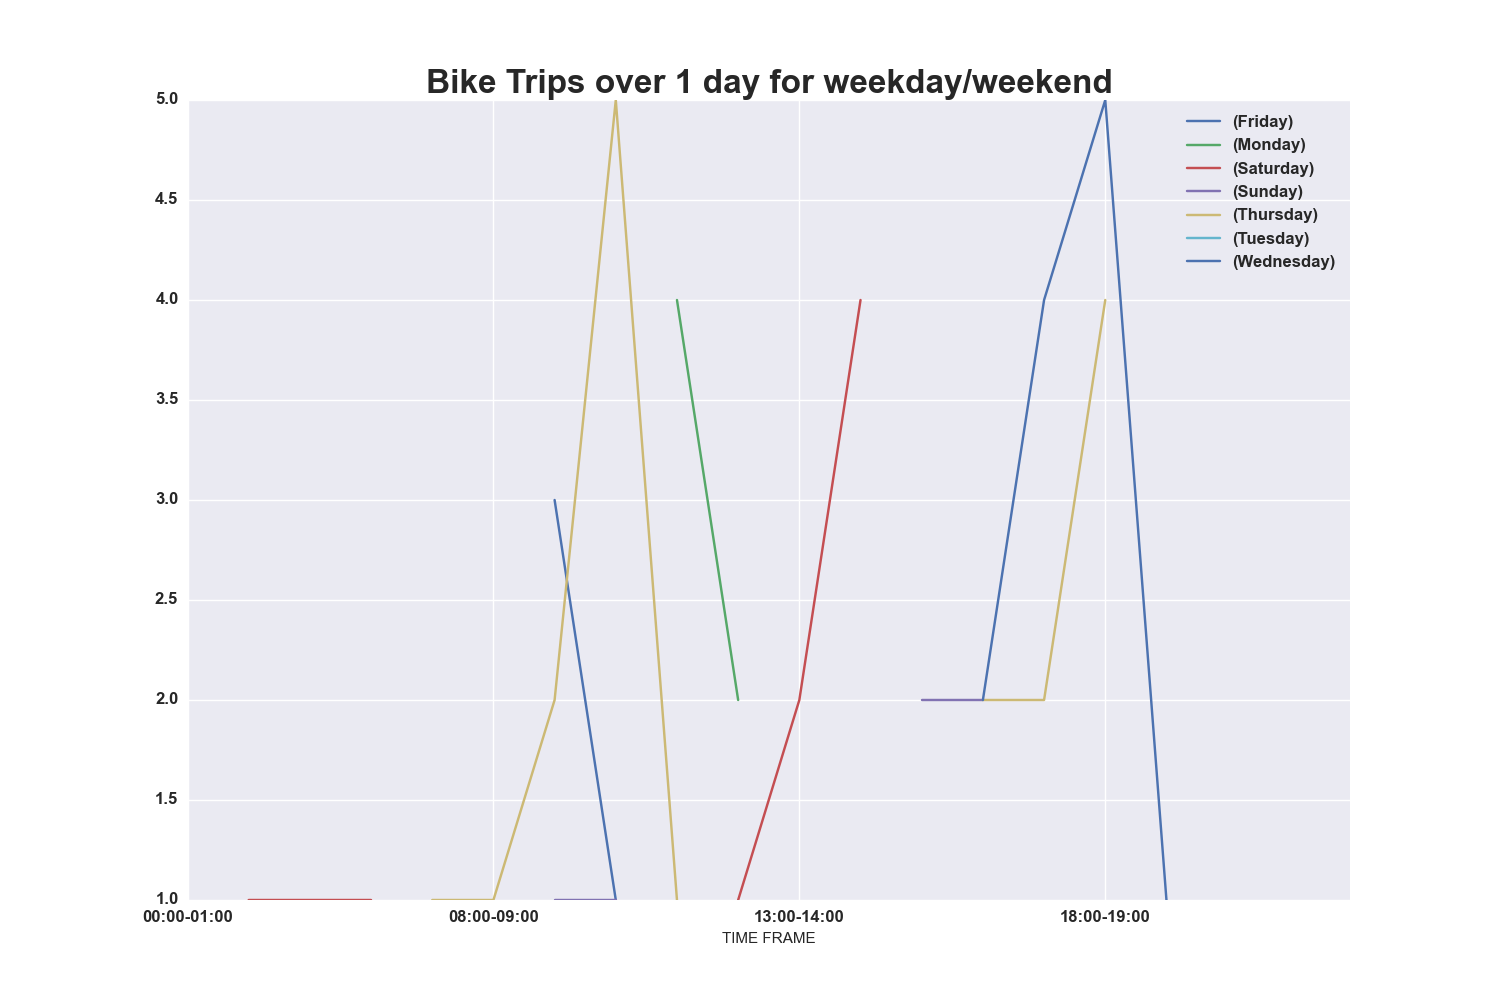 Bike Trips over 1 day for weekday/weekend
5.0
4.5
4.0
3.5
3.0
2.5
2.0
1.5
1.0
(Friday)
(Monday)
(Saturday)
(Sunday)
(Thursday)
(Tuesday)
(Wednesday)
00:00-01:00 08:00-09:00 13:00-14:00 18:00-19:00
TIME FRAME